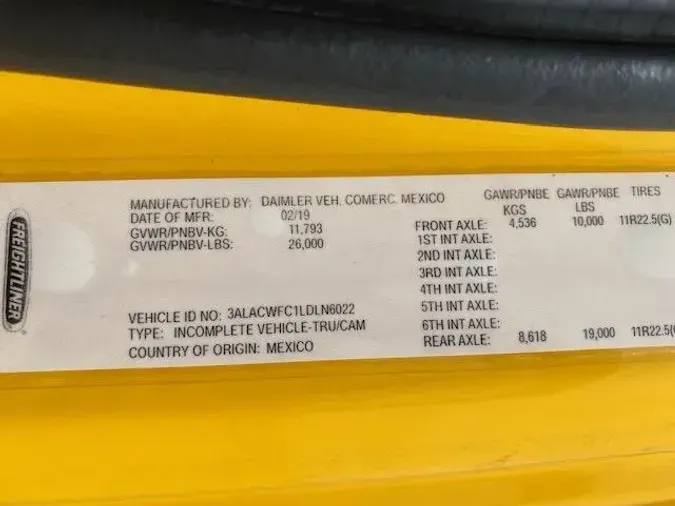 FREIGHTLINER
MANUFACTURED BY: DAIMLER VEH. COMERC. MEXICO
DATE OF MFR: 02/19
GVWR/PNBV-KG: 11,793
GVWR/PNBV-LBS: 26,000
VEHICLE ID NO: 3ALACWFC1LDLN6022
TYPE: INCOMPLETE VEHICLE-TRU/CAM
COUNTRY OF ORIGIN: MEXICO
GAWR/PNBE KGS GAWR/PNBE LBS TIRES
FRONT AXLE: 4,536 10,000 11R22.5(G)
1ST INT AXLE:
2ND INT AXLE:
3RD INT AXLE:
4TH INT AXLE:
5TH INT AXLE:
6TH INT AXLE:
REAR AXLE: 8,618 19,000 11R22.5(